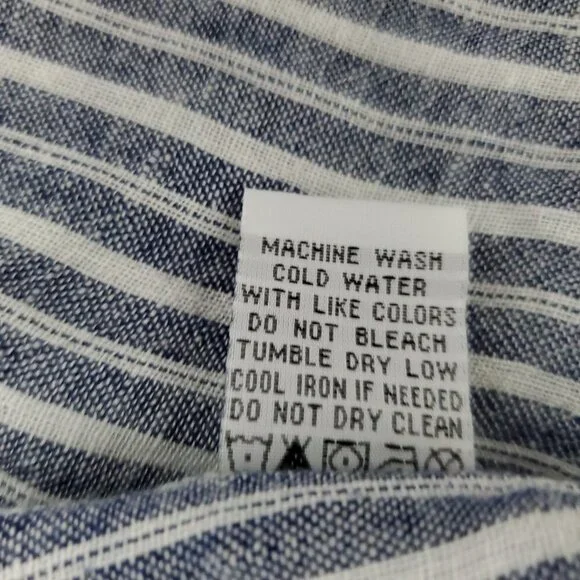 MACHINE WASH
COLD WATER
WITH LIKE COLORS
DO NOT BLEACH
TUMBLE DRY LOW
COOL IRON IF NEEDED
DO NOT DRY CLEAN